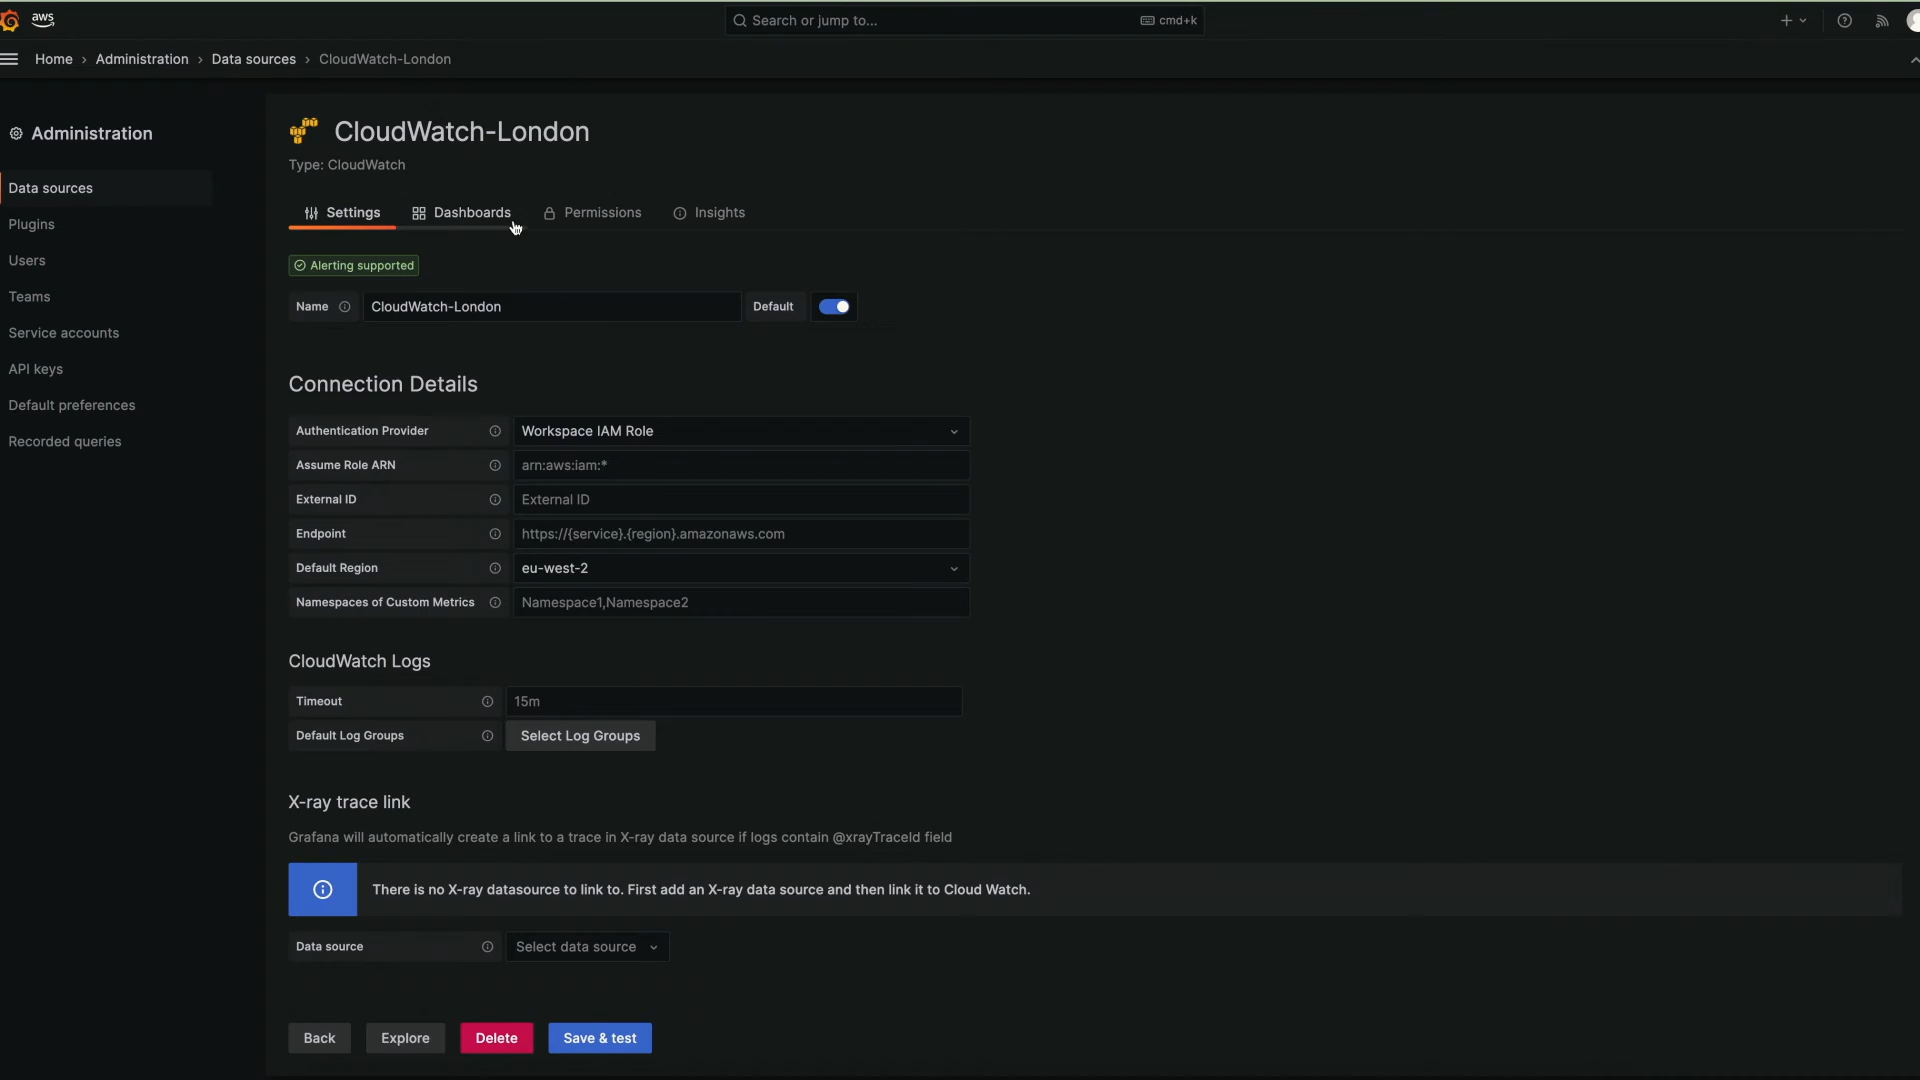 aws
Search or jump to...
cmd+k
Home › Administration › Data sources › CloudWatch-London
Administration
Data sources
Plugins
Users
Teams
Service accounts
API keys
Default preferences
Recorded queries
CloudWatch-London
Type: CloudWatch
Settings
Dashboards
Permissions
Insights
Alerting supported
Name
CloudWatch-London
Default
Connection Details
Authentication Provider
Workspace IAM Role
Assume Role ARN
arn:aws:iam:*
External ID
External ID
Endpoint
https://{service}.{region}.amazonaws.com
Default Region
eu-west-2
Namespaces of Custom Metrics
Namespace1,Namespace2
CloudWatch Logs
Timeout
15m
Default Log Groups
Select Log Groups
X-ray trace link
Grafana will automatically create a link to a trace in X-ray data source if logs contain @xrayTraceId field
There is no X-ray datasource to link to. First add an X-ray data source and then link it to Cloud Watch.
Data source
Select data source
Back
Explore
Delete
Save & test